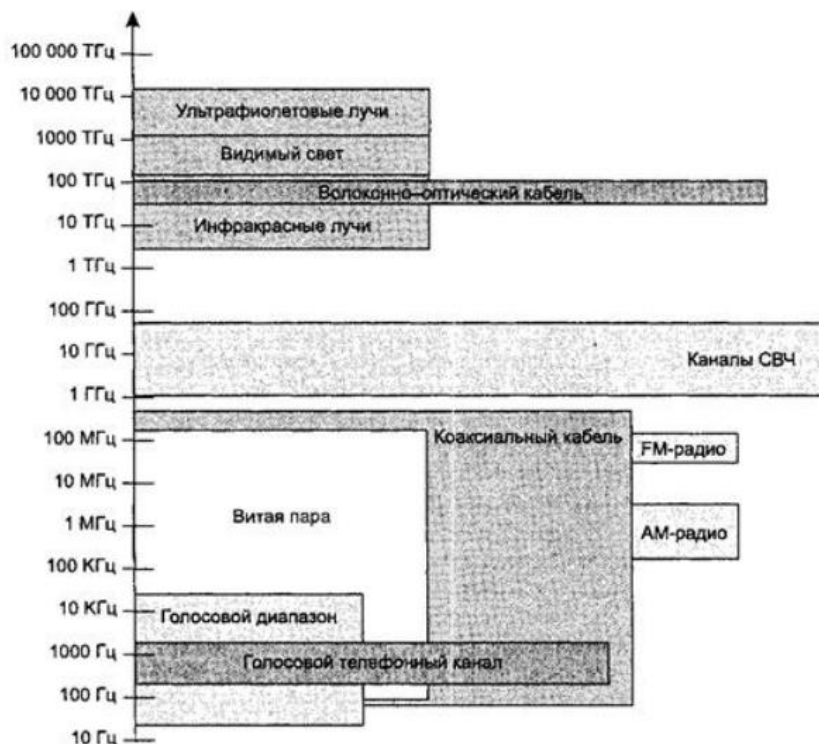 100 000 ТГц
10 000 ТГц
Ультрафиолетовые лучи
1000 ТГц
Видимый свет
100 ТГц
Волоконно-оптический кабель
10 ТГц
Инфракрасные лучи
1 ТГц
100 ГГц
10 ГГц
Каналы СВЧ
1 ГГц
100 МГц
Коаксиальный кабель
FM-радио
10 МГц
Витая пара
1 МГц
АМ-радио
100 КГц
10 КГц
Голосовой диапазон
1000 Гц
Голосовой телефонный канал
100 Гц
10 Гц